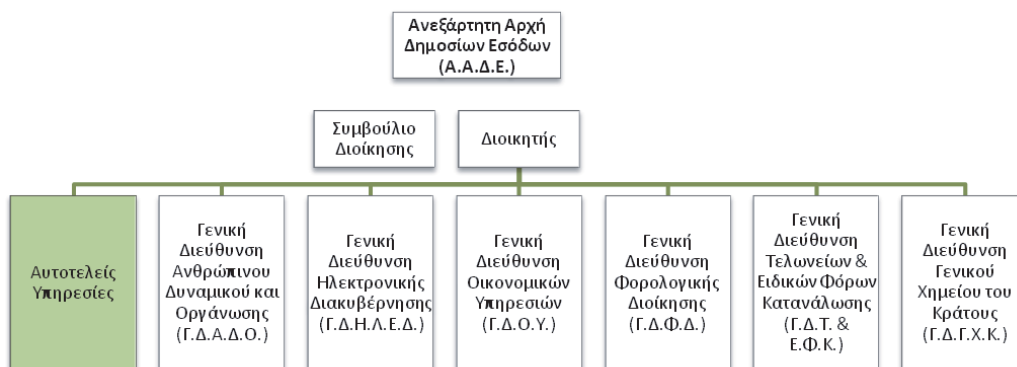 Ανεξάρτητη Αρχή
Δημοσίων Εσόδων
(Α.Α.Δ.Ε.)
Συμβούλιο
Διοίκησης
Διοικητής
Αυτοτελείς
Υπηρεσίες
Γενική
Διεύθυνση
Ανθρώπινου
Δυναμικού και
Οργάνωσης
(Γ.Δ.Α.Δ.Ο.)
Γενική
Διεύθυνση
Ηλεκτρονικής
Διακυβέρνησης
(Γ.Δ.Η.Λ.Ε.Δ.)
Γενική
Διεύθυνση
Οικονομικών
Υπηρεσιών
(Γ.Δ.Ο.Υ.)
Γενική
Διεύθυνση
Φορολογικής
Διοίκησης
(Γ.Δ.Φ.Δ.)
Γενική
Διεύθυνση
Τελωνείων &
Ειδικών Φόρων
Κατανάλωσης
(Γ.Δ.Τ. &
Ε.Φ.Κ.)
Γενική
Διεύθυνση
Γενικού
Χημείου του
Κράτους
(Γ.Δ.Γ.Χ.Κ.)